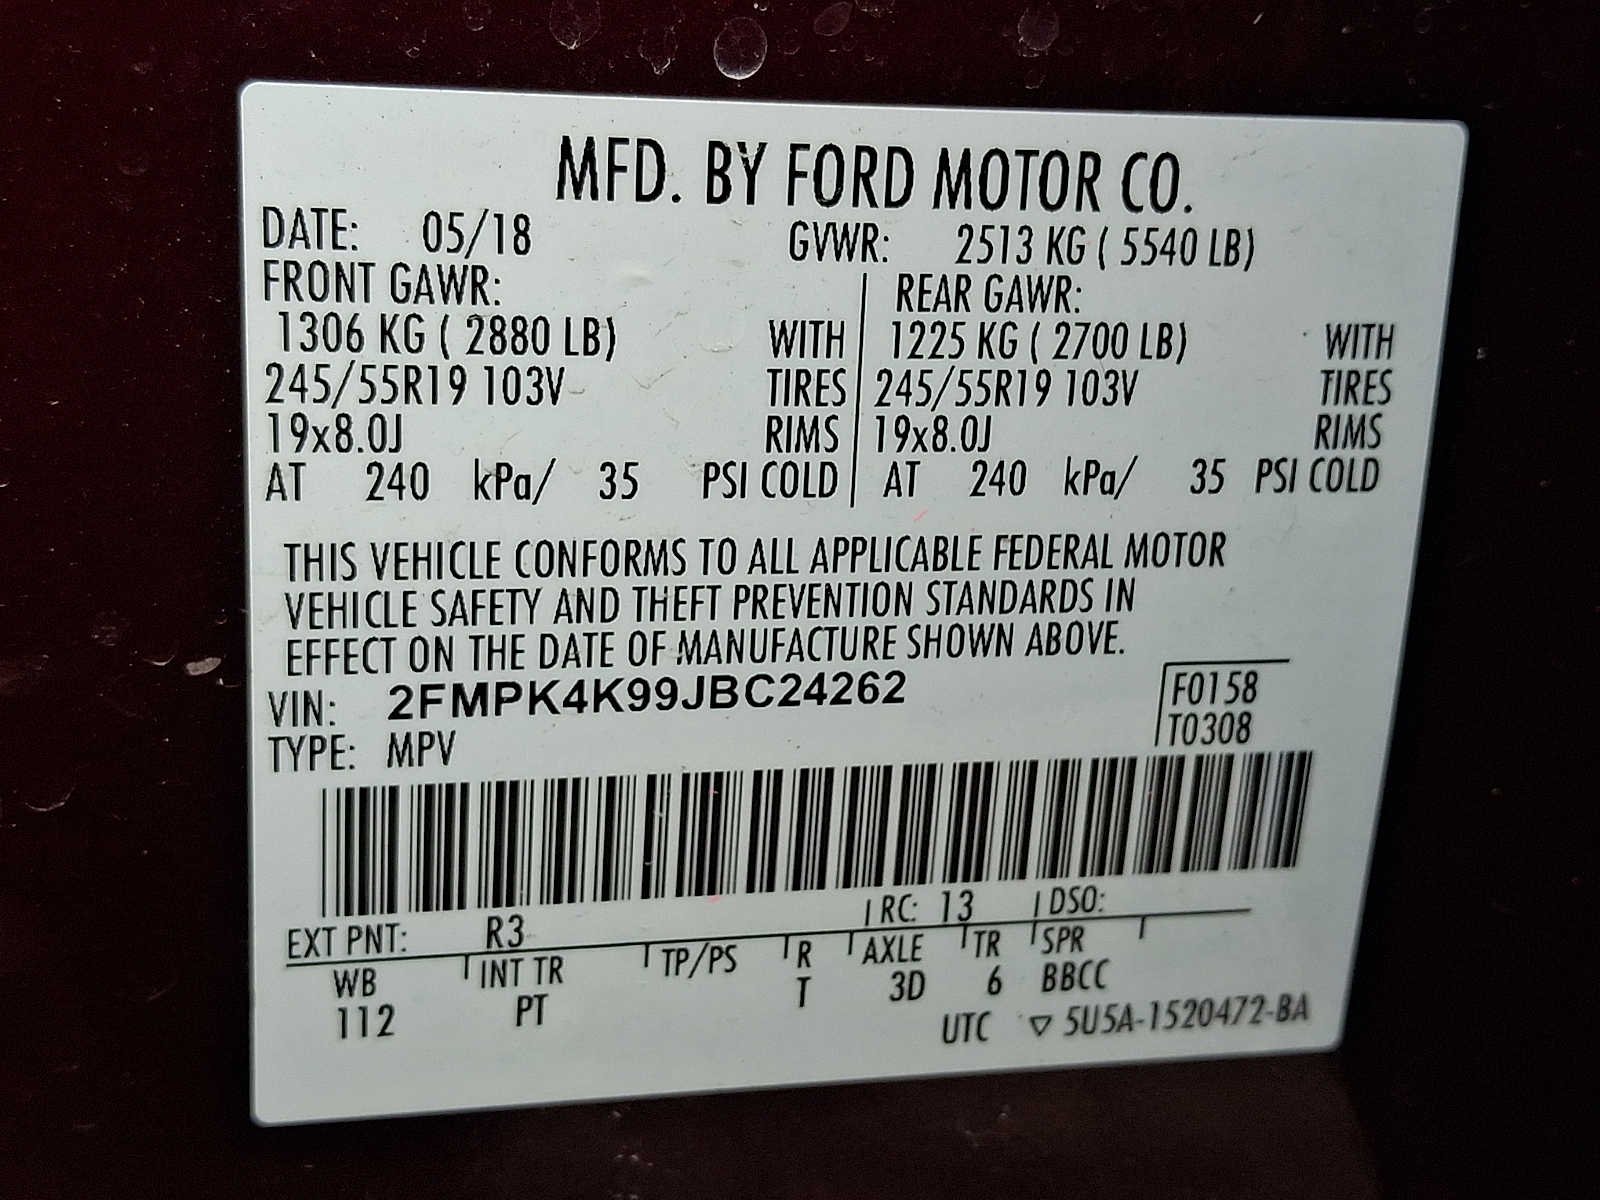 MFD. BY FORD MOTOR CO.
DATE: 05/18 GVWR: 2513 KG ( 5540 LB)
FRONT GAWR: REAR GAWR:
1306 KG ( 2880 LB) WITH 1225 KG ( 2700 LB) WITH
245/55R19 103V TIRES 245/55R19 103V TIRES
19x8.0J RIMS 19x8.0J RIMS
AT 240 kPa/ 35 PSI COLD AT 240 kPa/ 35 PSI COLD
THIS VEHICLE CONFORMS TO ALL APPLICABLE FEDERAL MOTOR
VEHICLE SAFETY AND THEFT PREVENTION STANDARDS IN
EFFECT ON THE DATE OF MANUFACTURE SHOWN ABOVE.
VIN: 2FMPK4K99JBC24262 F0158
TYPE: MPV T0308
EXT PNT: R3 RC: 13 DSO:
WB INT TR TP/PS R AXLE TR SPR
112 PT T 3D 6 BBCC
UTC ▽ 5U5A-1520472-BA